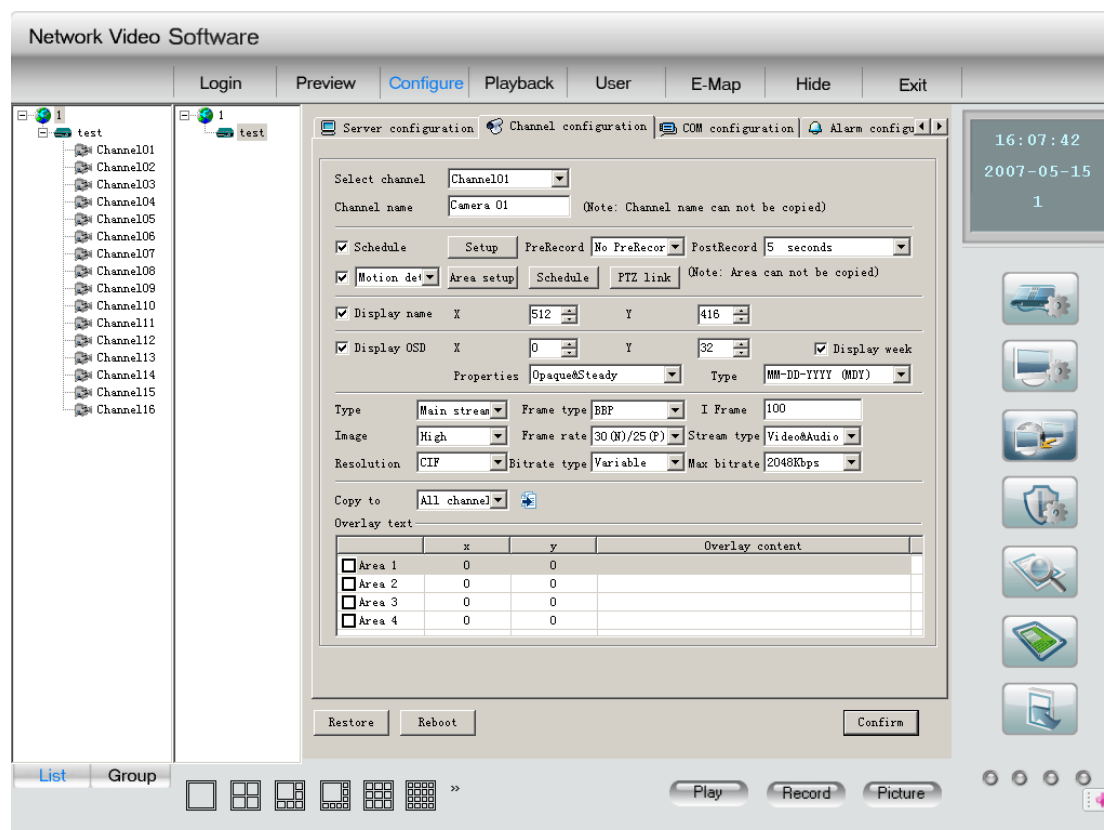 Network Video Software
Login Preview Configure Playback User E-Map Hide Exit
1
test
Channel01
Channel02
Channel03
Channel04
Channel05
Channel06
Channel07
Channel08
Channel09
Channel10
Channel11
Channel12
Channel13
Channel14
Channel15
Channel16
1
test
Server configuration Channel configuration COM configuration Alarm configu
Select channel Channel01
Channel name Camera 01 (Note: Channel name can not be copied)
Schedule Setup PreRecord No PreRecor PostRecord 5 seconds
Motion det Area setup Schedule PTZ link (Note: Area can not be copied)
Display name X 512 Y 416
Display OSD X 0 Y 32 Display week
Properties Opaque&Steady Type MM-DD-YYYY (MDY)
Type Main stream Frame type BBP I Frame 100
Image High Frame rate 30(N)/25(P) Stream type Video&Audio
Resolution CIF Bitrate type Variable Max bitrate 2048Kbps
Copy to All channel
Overlay text
x y Overlay content
Area 1 0 0
Area 2 0 0
Area 3 0 0
Area 4 0 0
Restore Reboot Confirm
16:07:42
2007-05-15
1
List Group
»
Play Record Picture